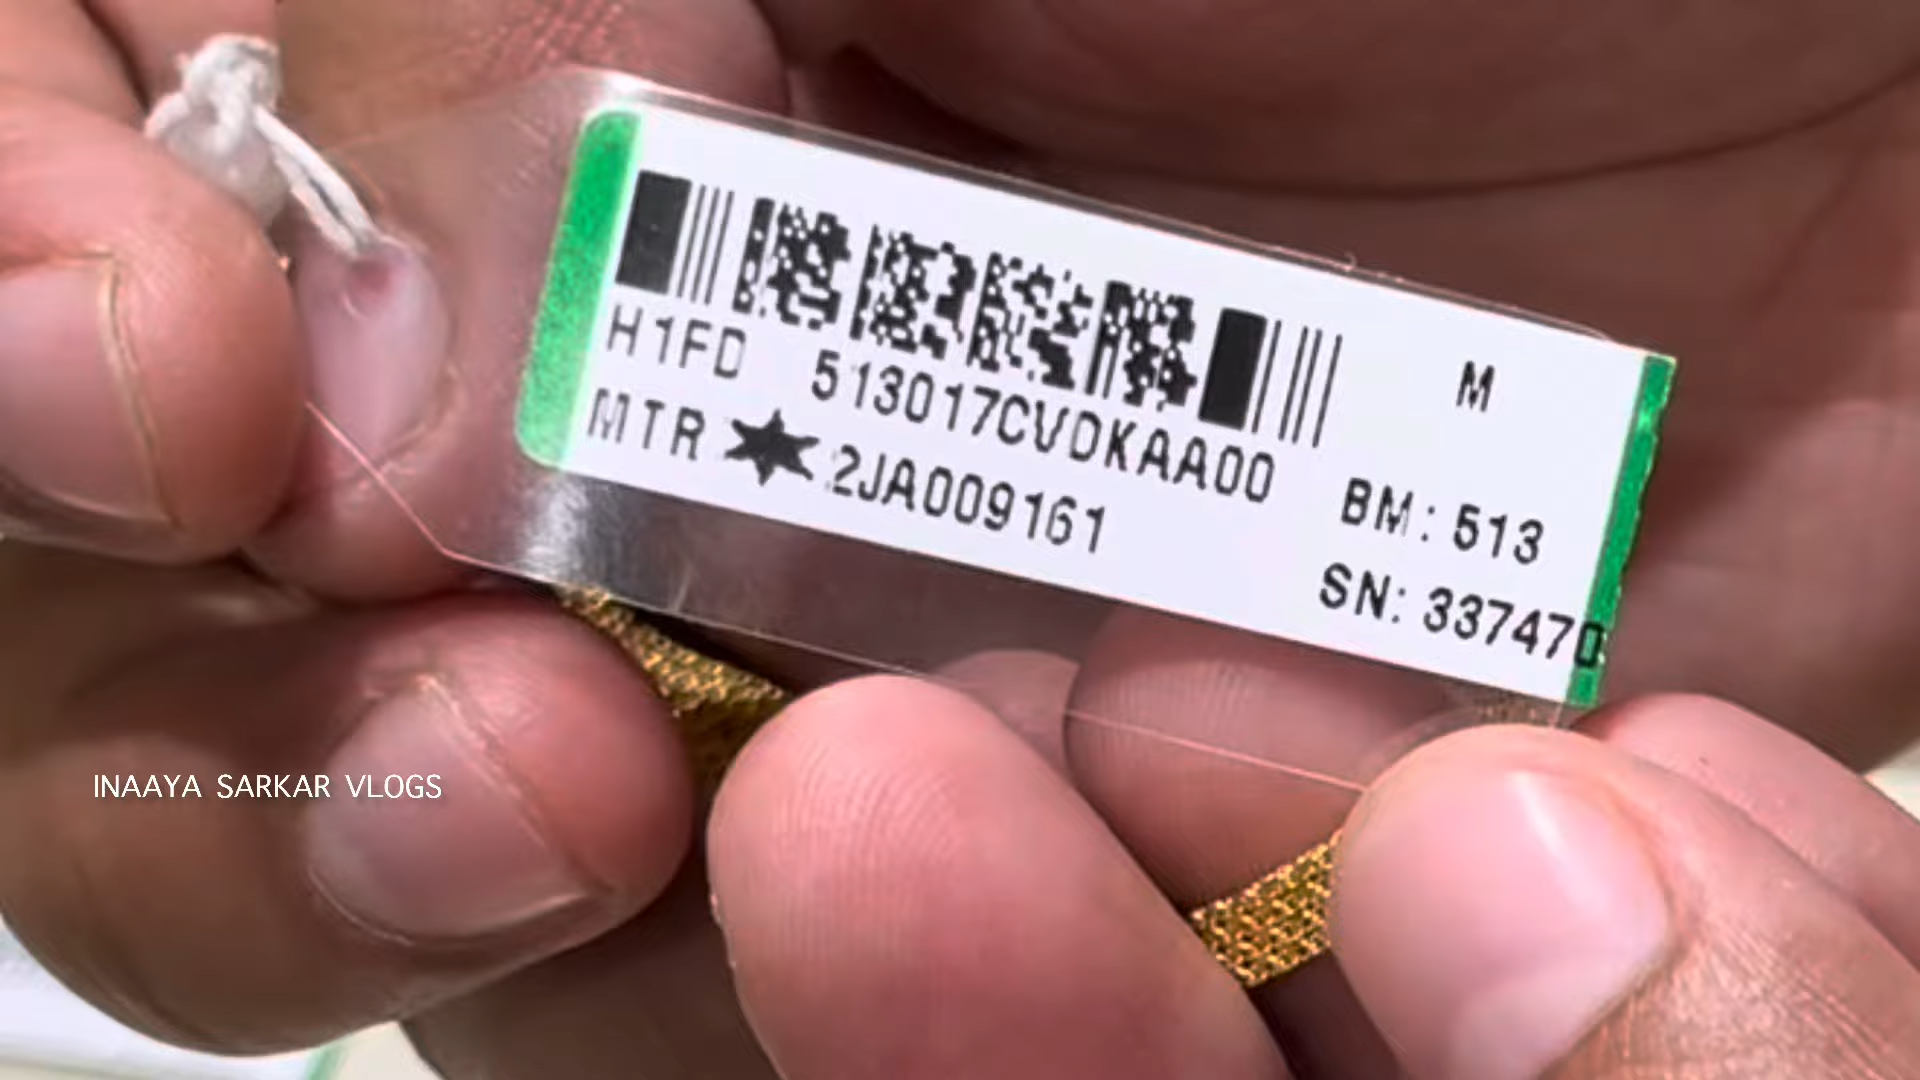 M
H1FD 513017CVDKAA00
MTR 2JA009161
BM: 513
SN: 337470
INAAYA SARKAR VLOGS